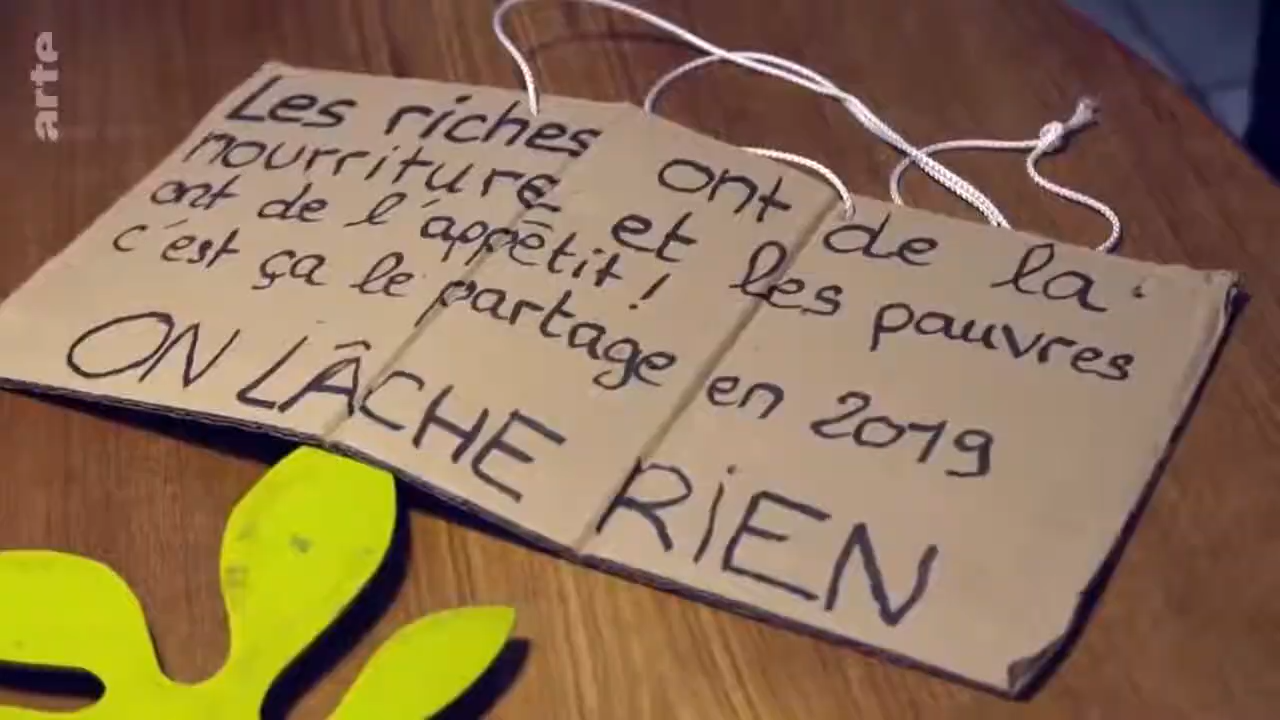 arte
Les riches ont de la
nourriture et les pauvres
ont de l'appétit!
c'est ça le partage en 2019
ON LÂCHE RiEN